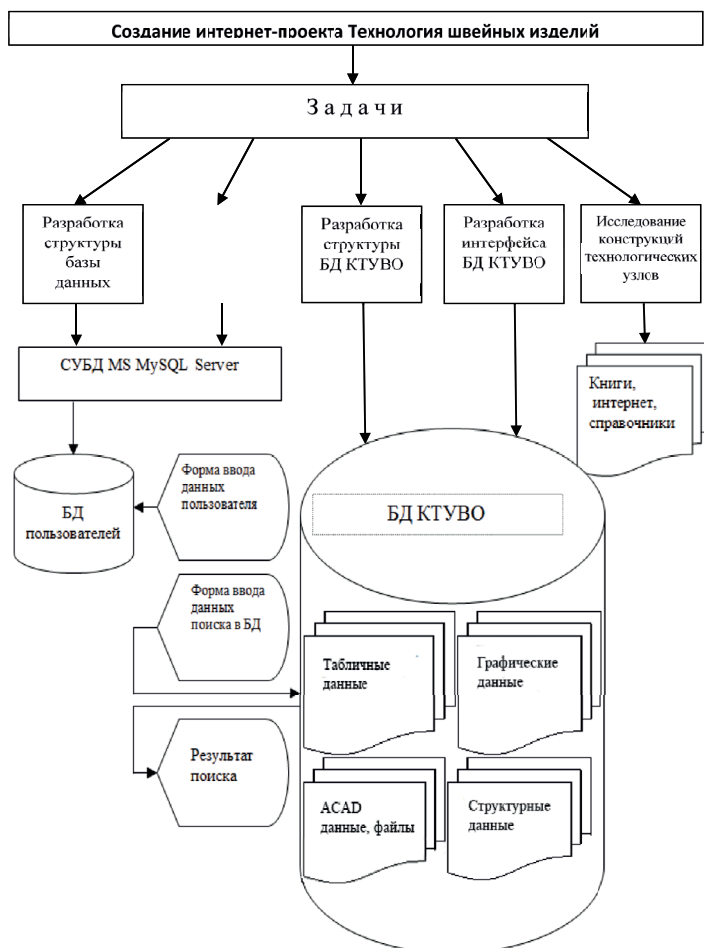 Создание интернет-проекта Технология швейных изделий
Задачи
Разработка
структуры
базы
данных
Разработка
структуры
БД КТУВО
Разработка
интерфейса
БД КТУВО
Исследование
конструкций
технологических
узлов
СУБД MS MySQL Server
Книги,
интернет,
справочники
Форма ввода
данных
пользователя
БД
пользователей
БД КТУВО
Форма ввода
данных
поиска в БД
Табличные
данные
Графические
данные
Результат
поиска
ACAD
данные, файлы
Структурные
данные